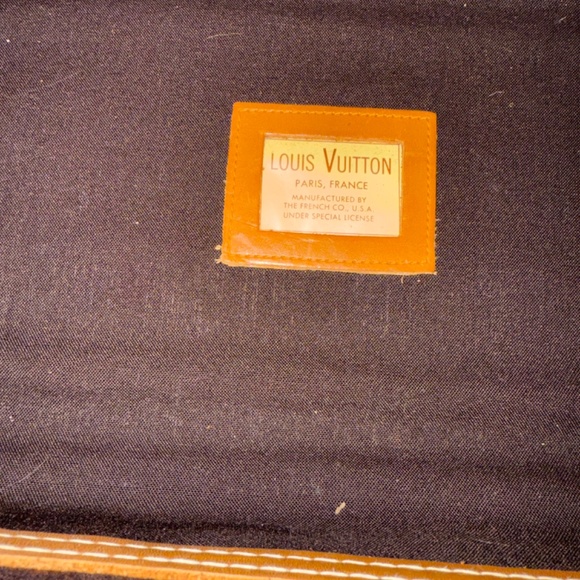 LOUIS VUITTON
PARIS, FRANCE
MANUFACTURED BY
THE FRENCH CO., U.S.A.
UNDER SPECIAL LICENSE